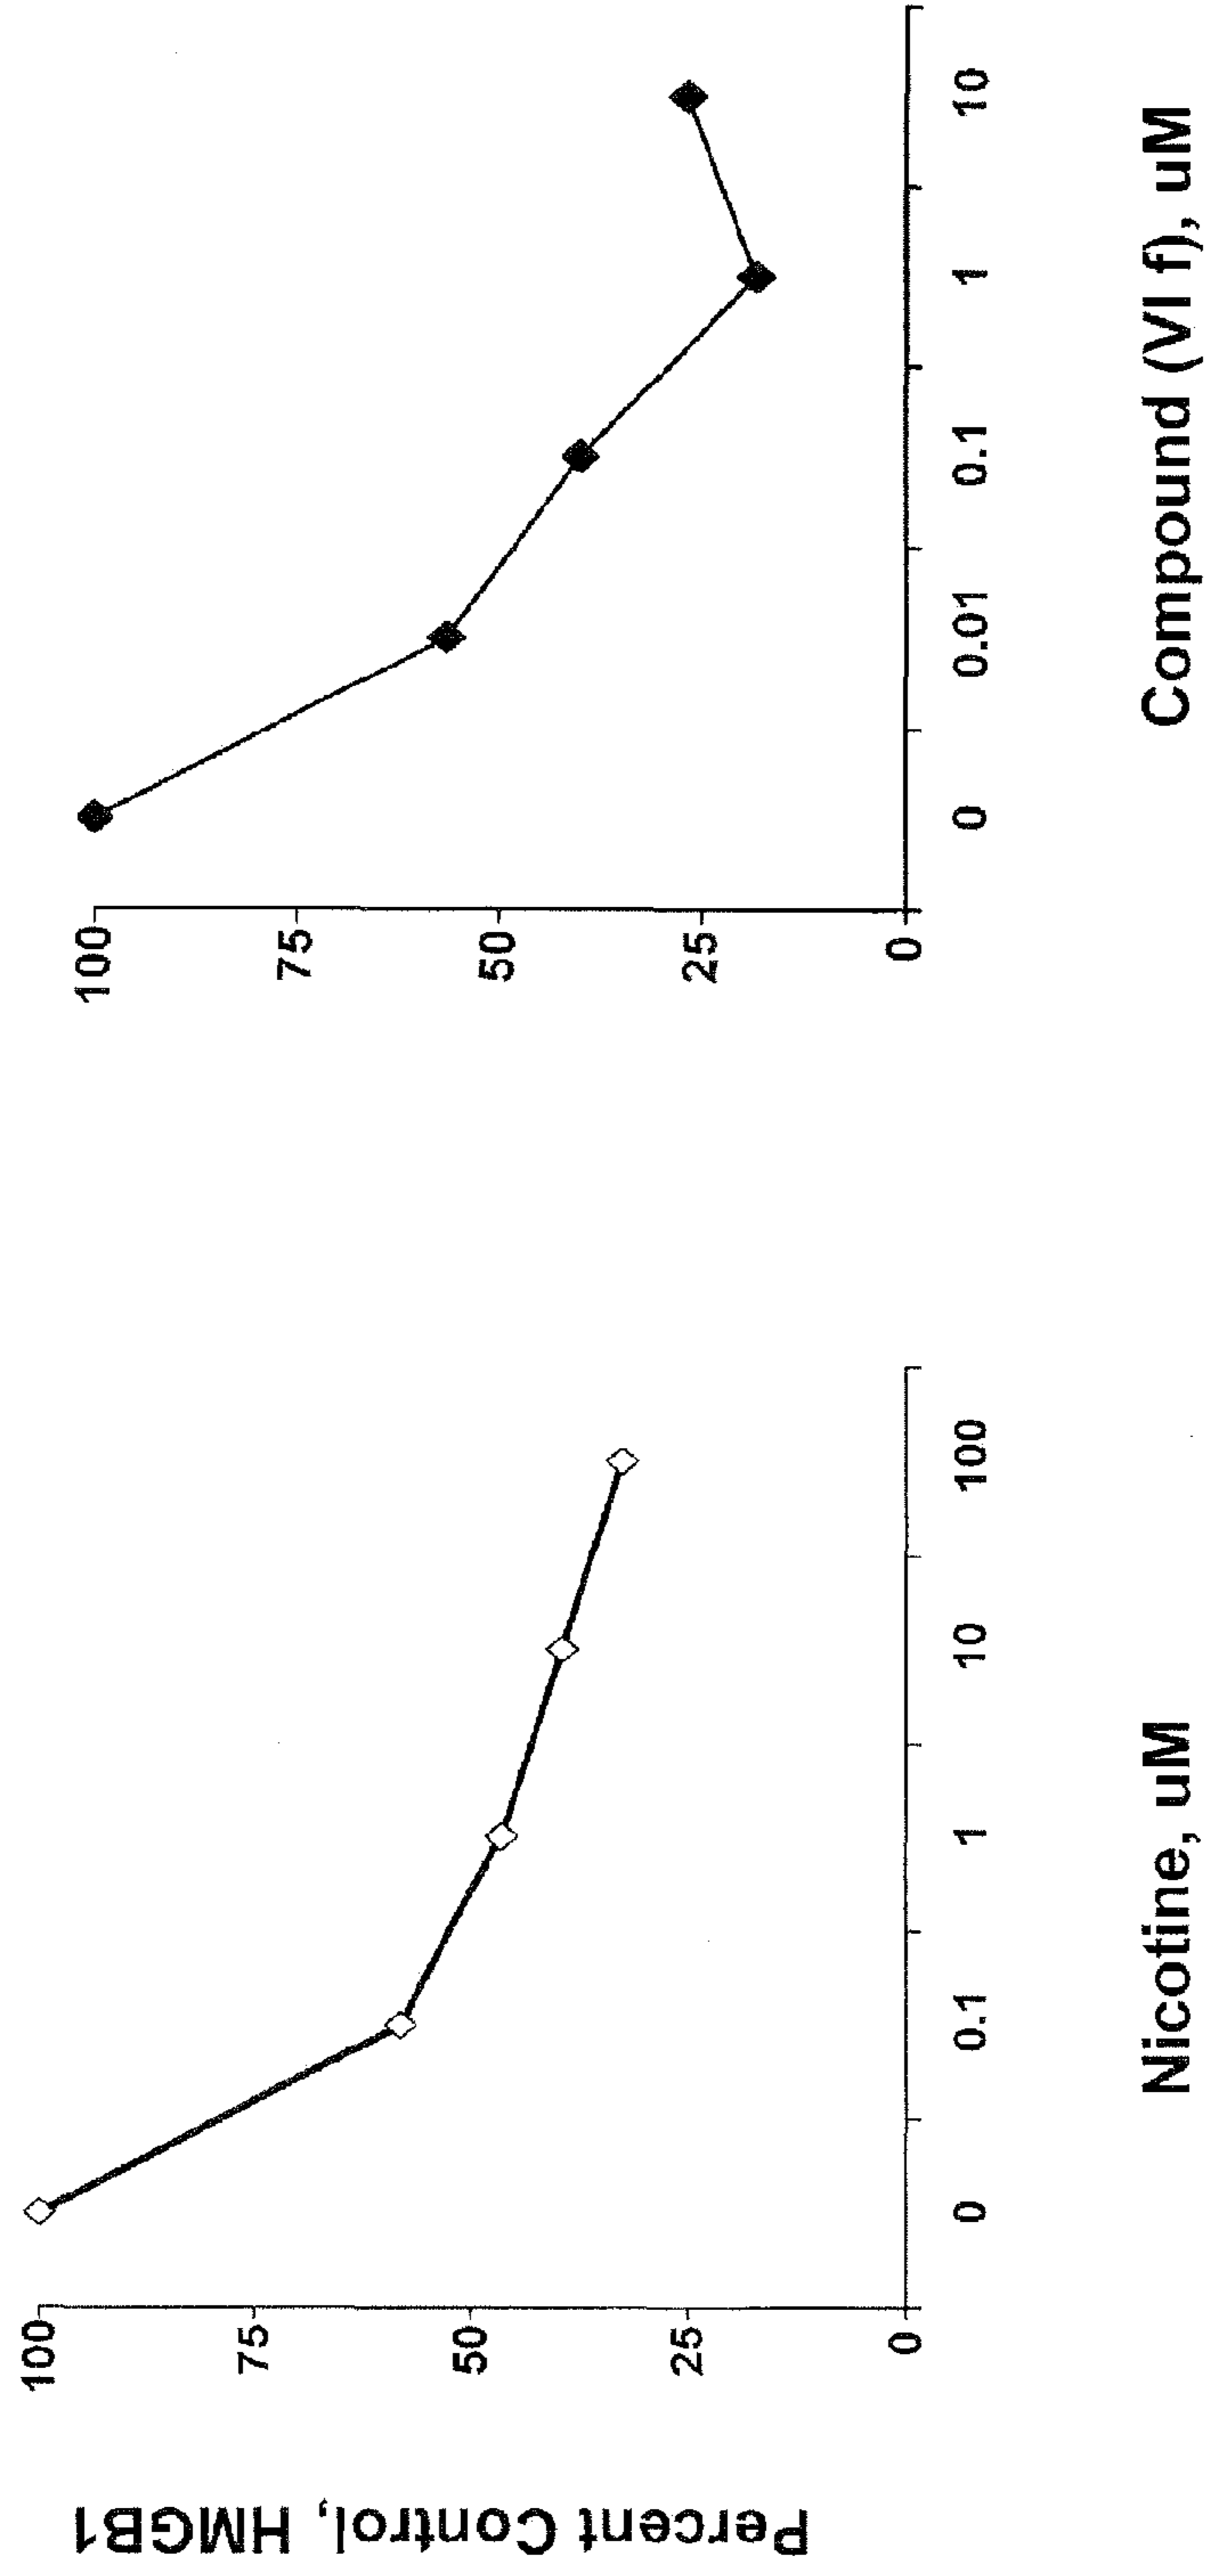 Percent Control, HMGB1
100
75
50
25
0
0 0.1 1 10 100
Nicotine, uM
100
75
50
25
0
0 0.01 0.1 1 10
Compound (VI f), uM